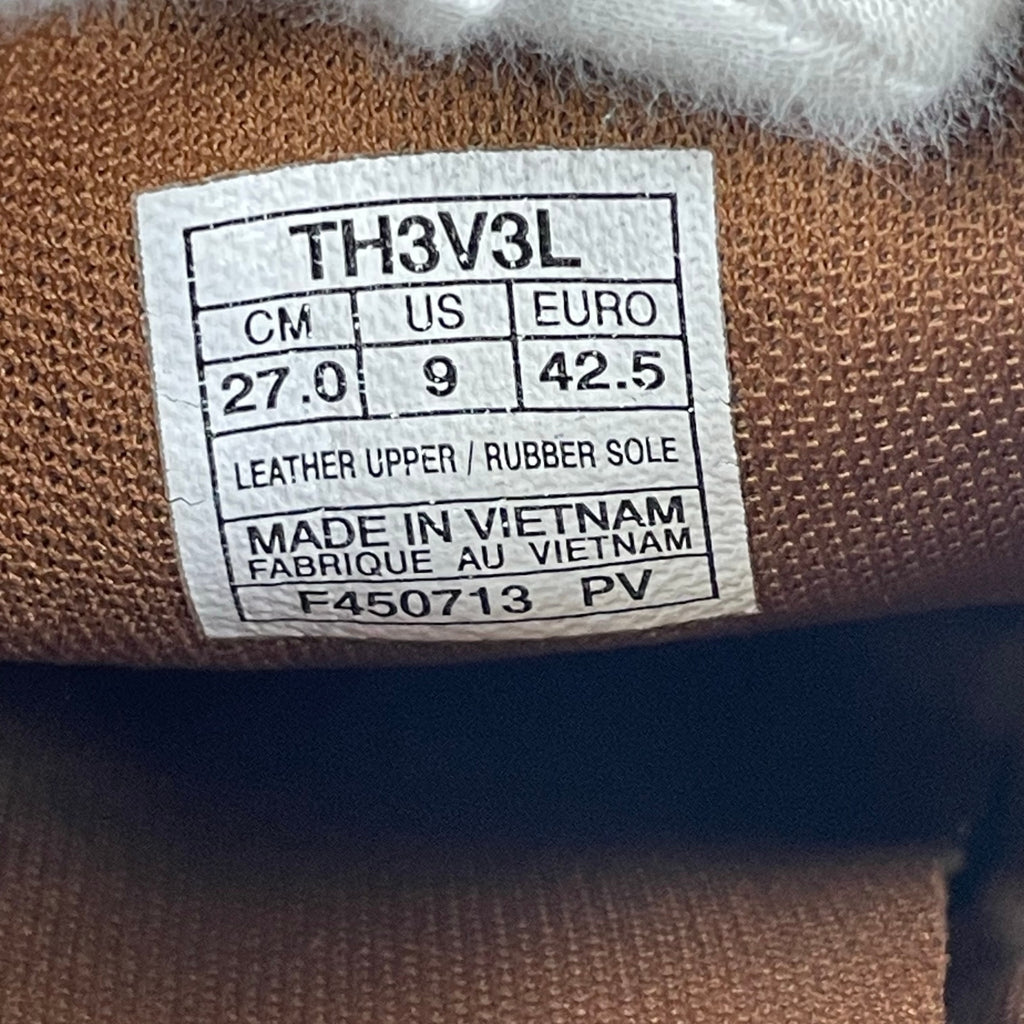 TH3V3L
CM US EURO
27.0 9 42.5
LEATHER UPPER / RUBBER SOLE
MADE IN VIETNAM
FABRIQUE AU VIETNAM
F450713 PV